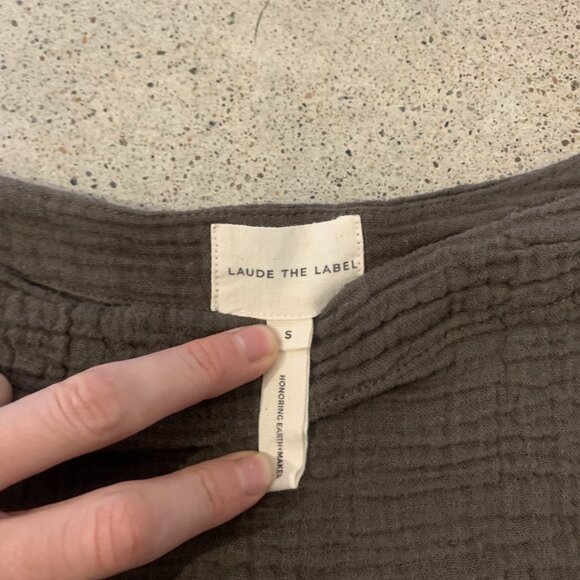 LAUDE THE LABEL
S
HONORING EARTH+MAKER